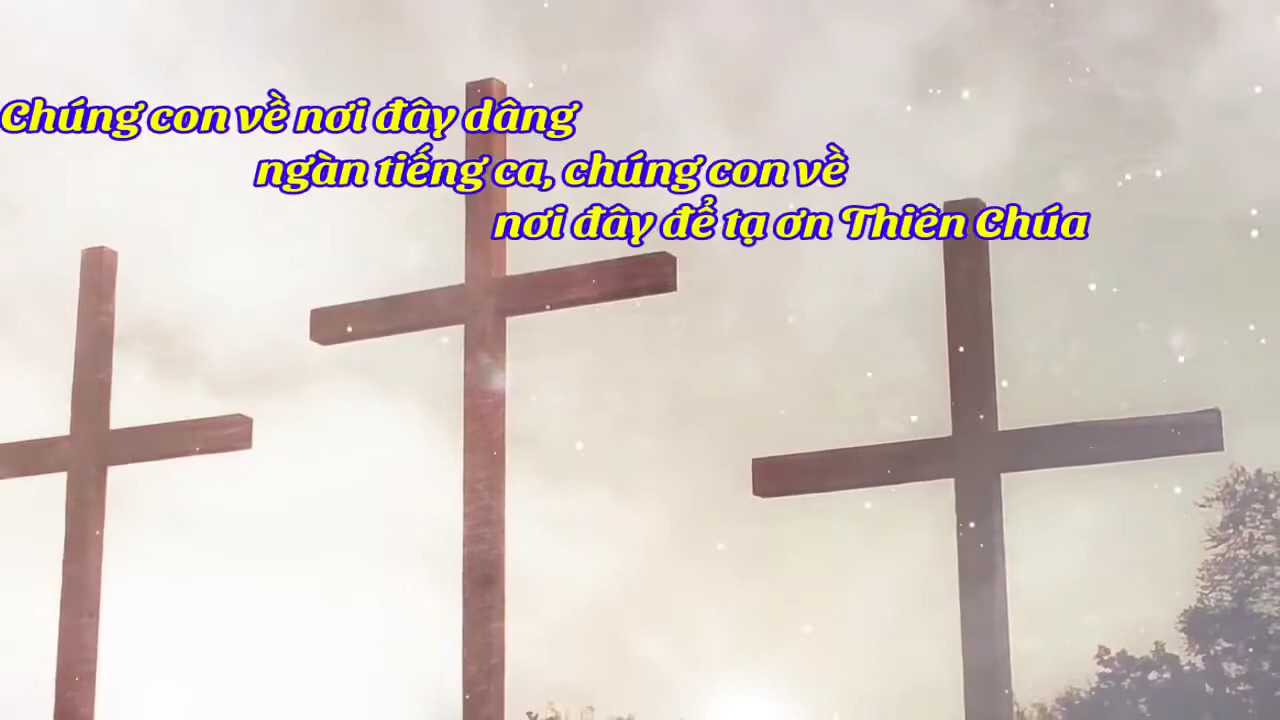 Chúng con về nơi đây dâng
ngàn tiếng ca, chúng con về
nơi đây để tạ ơn Thiên Chúa